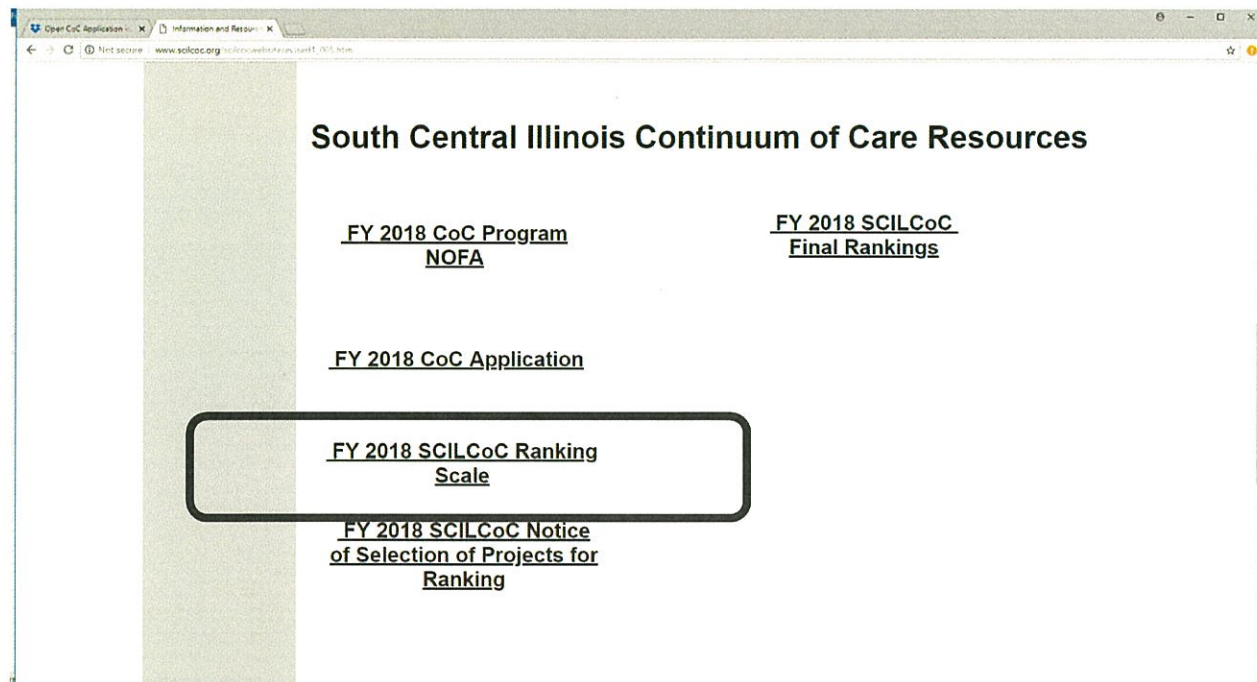 Open CoC Application
Information and Resour
Not secure
www.scilcoc.org
South Central Illinois Continuum of Care Resources
FY 2018 CoC Program
NOFA
FY 2018 SCILCoC
Final Rankings
FY 2018 CoC Application
FY 2018 SCILCoC Ranking
Scale
FY 2018 SCILCoC Notice
of Selection of Projects for
Ranking